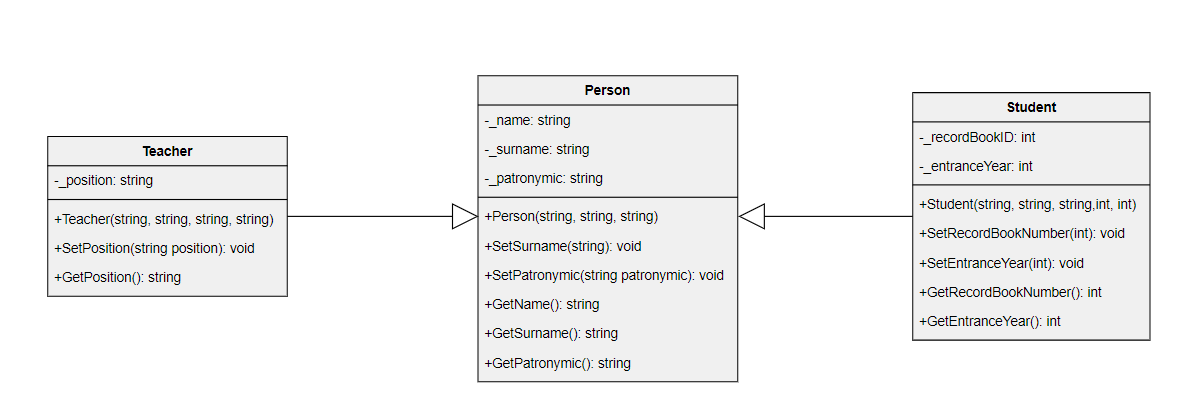 Teacher
-_position: string
+Teacher(string, string, string, string)
+SetPosition(string position): void
+GetPosition(): string
Person
-_name: string
-_surname: string
-_patronymic: string
+Person(string, string, string)
+SetSurname(string): void
+SetPatronymic(string patronymic): void
+GetName(): string
+GetSurname(): string
+GetPatronymic(): string
Student
-_recordBookID: int
-_entranceYear: int
+Student(string, string, string,int, int)
+SetRecordBookNumber(int): void
+SetEntranceYear(int): void
+GetRecordBookNumber(): int
+GetEntranceYear(): int